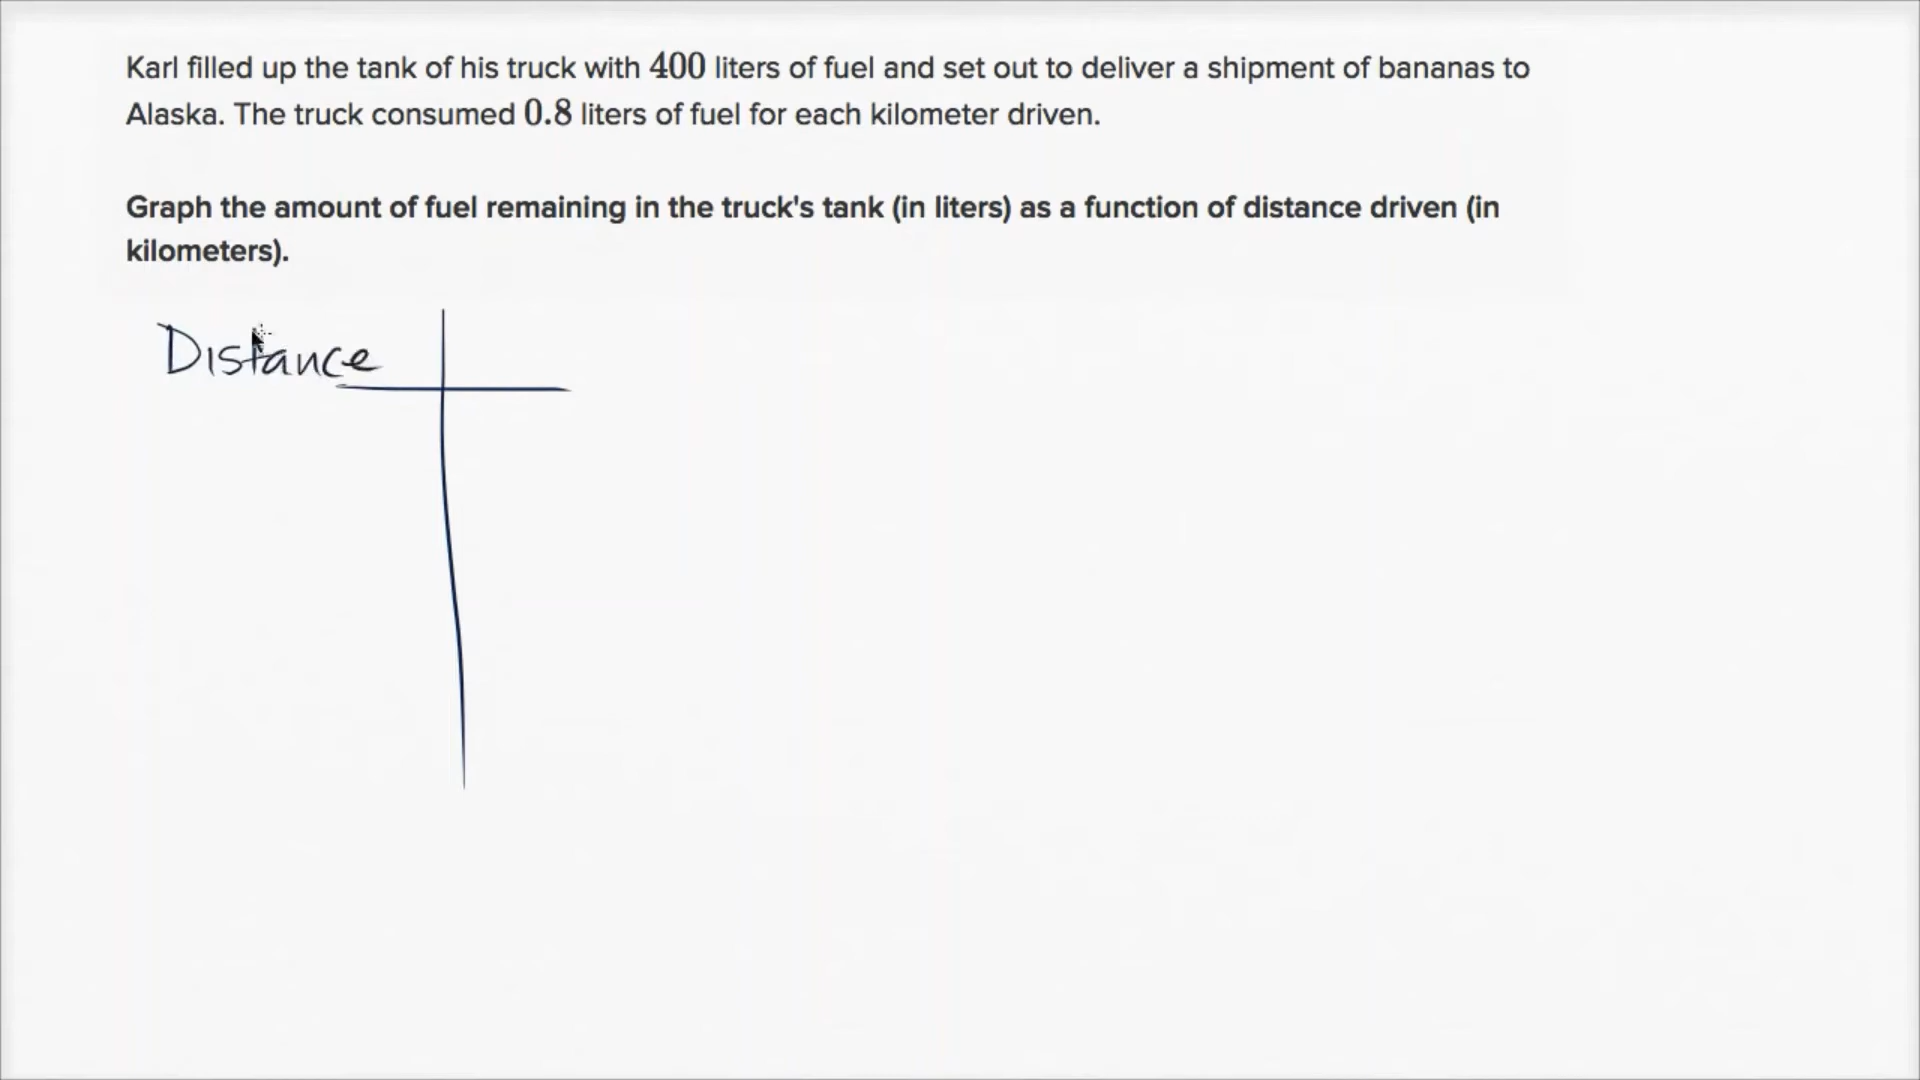 Karl filled up the tank of his truck with 400 liters of fuel and set out to deliver a shipment of bananas to
Alaska. The truck consumed 0.8 liters of fuel for each kilometer driven.
Graph the amount of fuel remaining in the truck's tank (in liters) as a function of distance driven (in
kilometers).
Distance